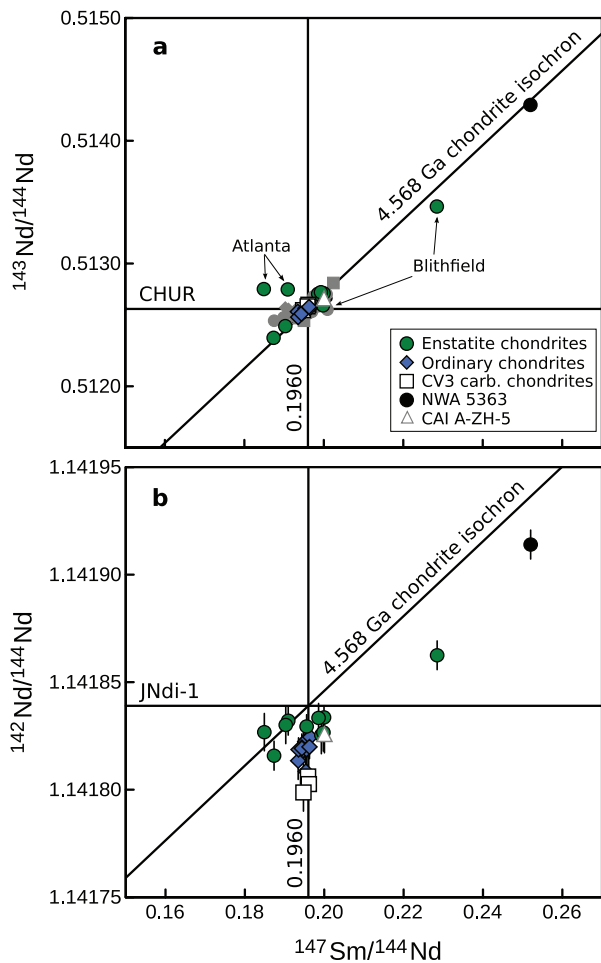 0.5150
a
4.568 Ga chondrite isochron
0.5140
143Nd/144Nd
Atlanta
0.5130
Blithfield
CHUR
Enstatite chondrites
Ordinary chondrites
0.5120
CV3 carb. chondrites
0.1960
NWA 5363
CAI A-ZH-5
1.14195
b
4.568 Ga chondrite isochron
1.14190
142Nd/144Nd
1.14185
JNdi-1
1.14180
0.1960
1.14175
0.16 0.18 0.20 0.22 0.24 0.26
147Sm/144Nd